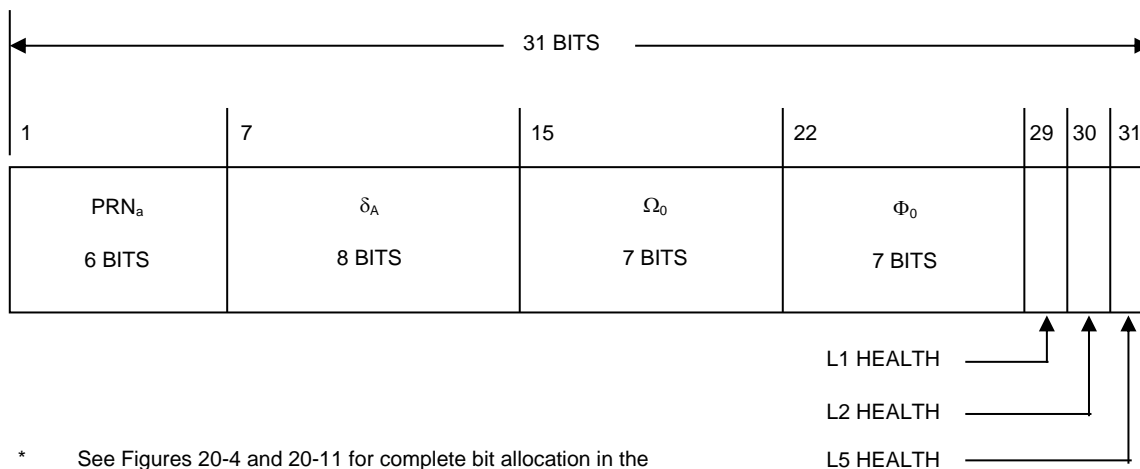 31 BITS
1 7 15 22 29 30 31
PRNa δA Ω0 Φ0
6 BITS 8 BITS 7 BITS 7 BITS
L1 HEALTH
L2 HEALTH
* See Figures 20-4 and 20-11 for complete bit allocation in the
L5 HEALTH